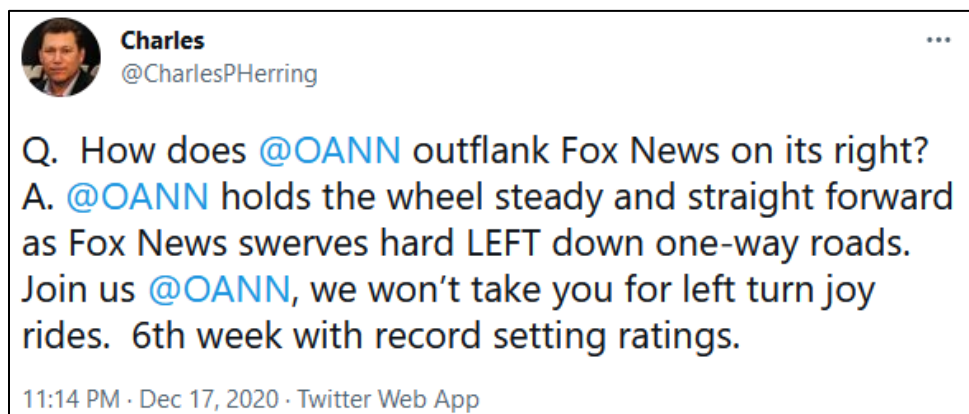 Charles
@CharlesPHerring
Q.  How does @OANN outflank Fox News on its right?
A. @OANN holds the wheel steady and straight forward
as Fox News swerves hard LEFT down one-way roads.
Join us @OANN, we won’t take you for left turn joy
rides.  6th week with record setting ratings.
11:14 PM · Dec 17, 2020 · Twitter Web App